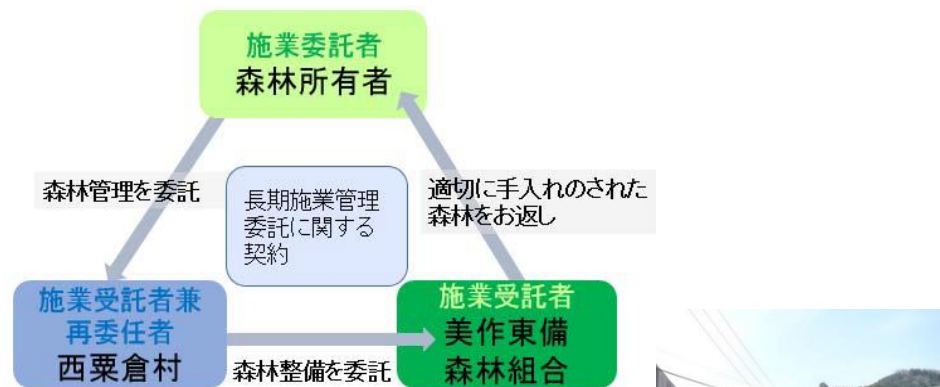 施業委託者
森林所有者
森林管理を委託
長期施業管理
委託に関する
契約
適切に手入れのされた
森林をお返し
施業受託者兼
再委任者
西粟倉村
森林整備を委託
施業受託者
美作東備
森林組合